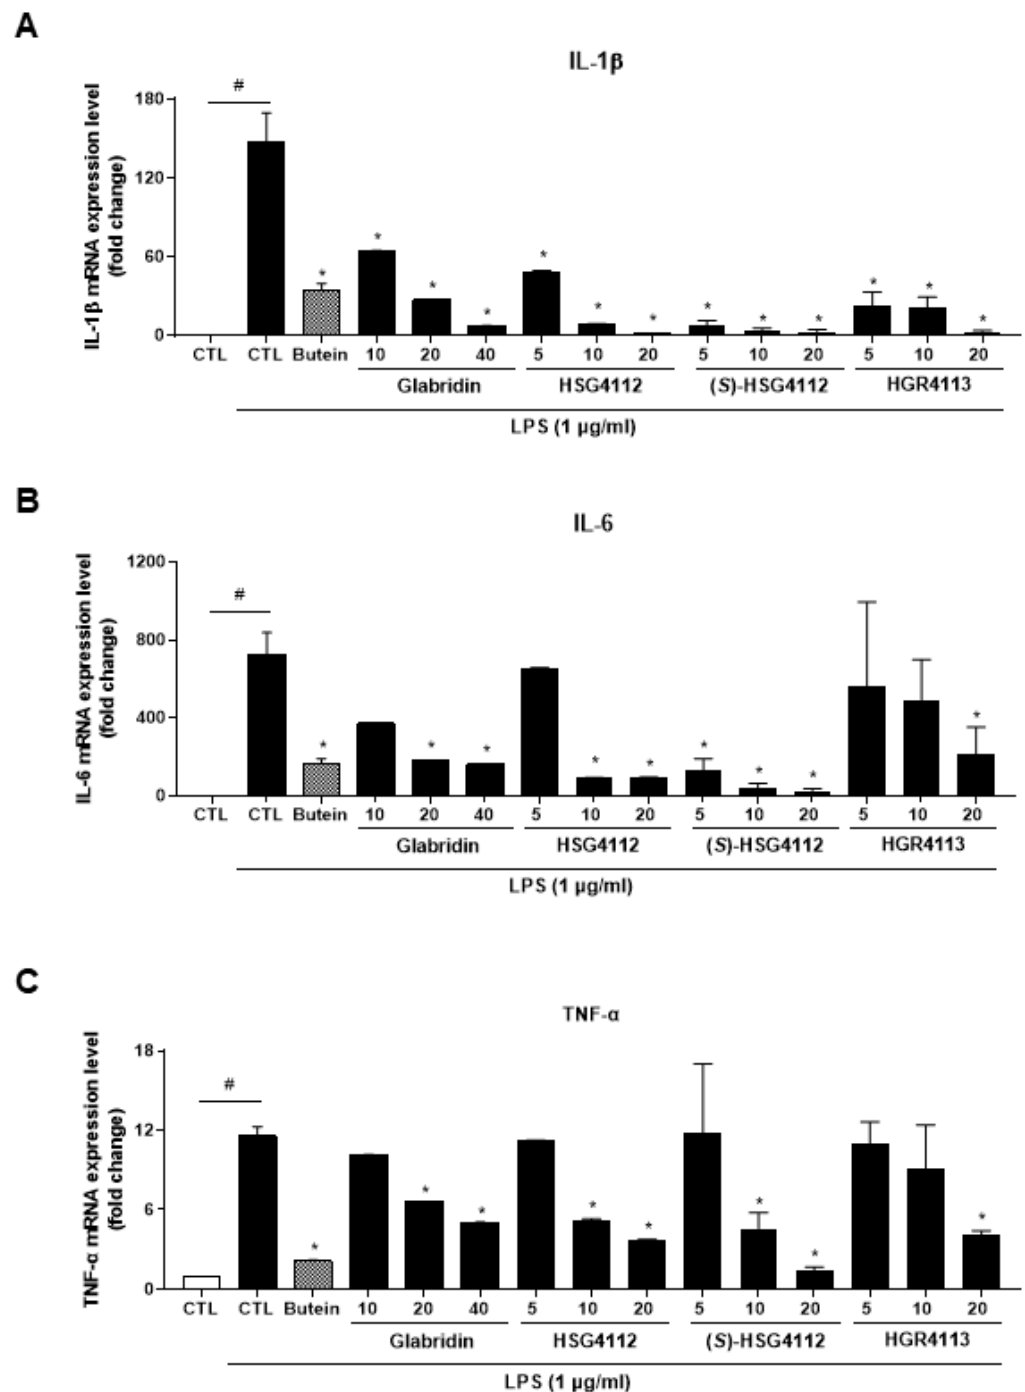 A
IL-1β
IL-1β mRNA expression level
(fold change)
180
120
60
0
#
* * * * * * * * * * * * *
CTL CTL Butein 10 20 40 5 10 20 5 10 20 5 10 20
Glabridin HSG4112 (S)-HSG4112 HGR4113
LPS (1 µg/ml)
B
IL-6
IL-6 mRNA expression level
(fold change)
1200
800
400
0
#
* * * * * * * * *
CTL CTL Butein 10 20 40 5 10 20 5 10 20 5 10 20
Glabridin HSG4112 (S)-HSG4112 HGR4113
LPS (1 µg/ml)
C
TNF-α
TNF-α mRNA expression level
(fold change)
18
12
6
0
#
* * * * * * * *
CTL CTL Butein 10 20 40 5 10 20 5 10 20 5 10 20
Glabridin HSG4112 (S)-HSG4112 HGR4113
LPS (1 µg/ml)